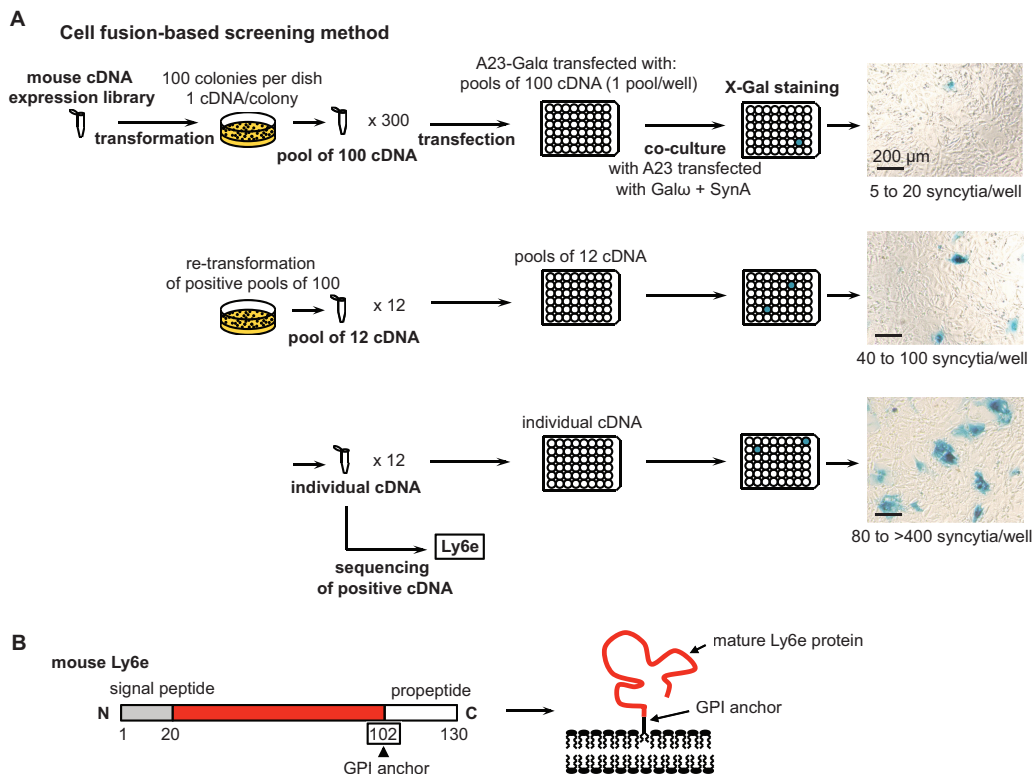 A
Cell fusion-based screening method
mouse cDNA
expression library
transformation
100 colonies per dish
1 cDNA/colony
x 300
pool of 100 cDNA
transfection
A23-Galα transfected with:
pools of 100 cDNA (1 pool/well)
co-culture
with A23 transfected
with Galω + SynA
X-Gal staining
200 µm
5 to 20 syncytia/well
re-transformation
of positive pools of 100
x 12
pool of 12 cDNA
pools of 12 cDNA
40 to 100 syncytia/well
x 12
individual cDNA
individual cDNA
80 to >400 syncytia/well
Ly6e
sequencing
of positive cDNA
B
mouse Ly6e
signal peptide
propeptide
N
C
1
20
102
130
GPI anchor
mature Ly6e protein
GPI anchor